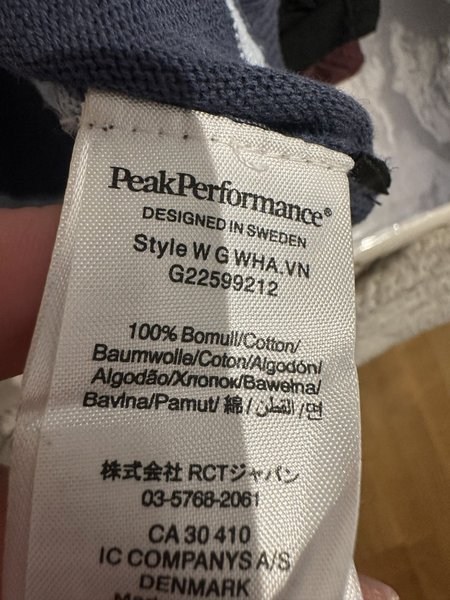 PeakPerformance®
DESIGNED IN SWEDEN
Style W G WHA.VN
G22599212
100% Bomull/Cotton/
Baumwolle/Coton/Algodón/
Algodão/Хлопок/Bawełna/
Bavlna/Pamut/ 綿 / القطن / 면
株式会社 RCTジャパン
03-5768-2061
CA 30 410
IC COMPANYS A/S
DENMARK